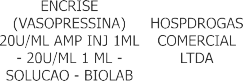 ENCRISE
(VASOPRESSINA)
20U/ML AMP INJ 1ML
- 20U/ML 1 ML -
SOLUCAO - BIOLAB
HOSPDROGAS
COMERCIAL
LTDA